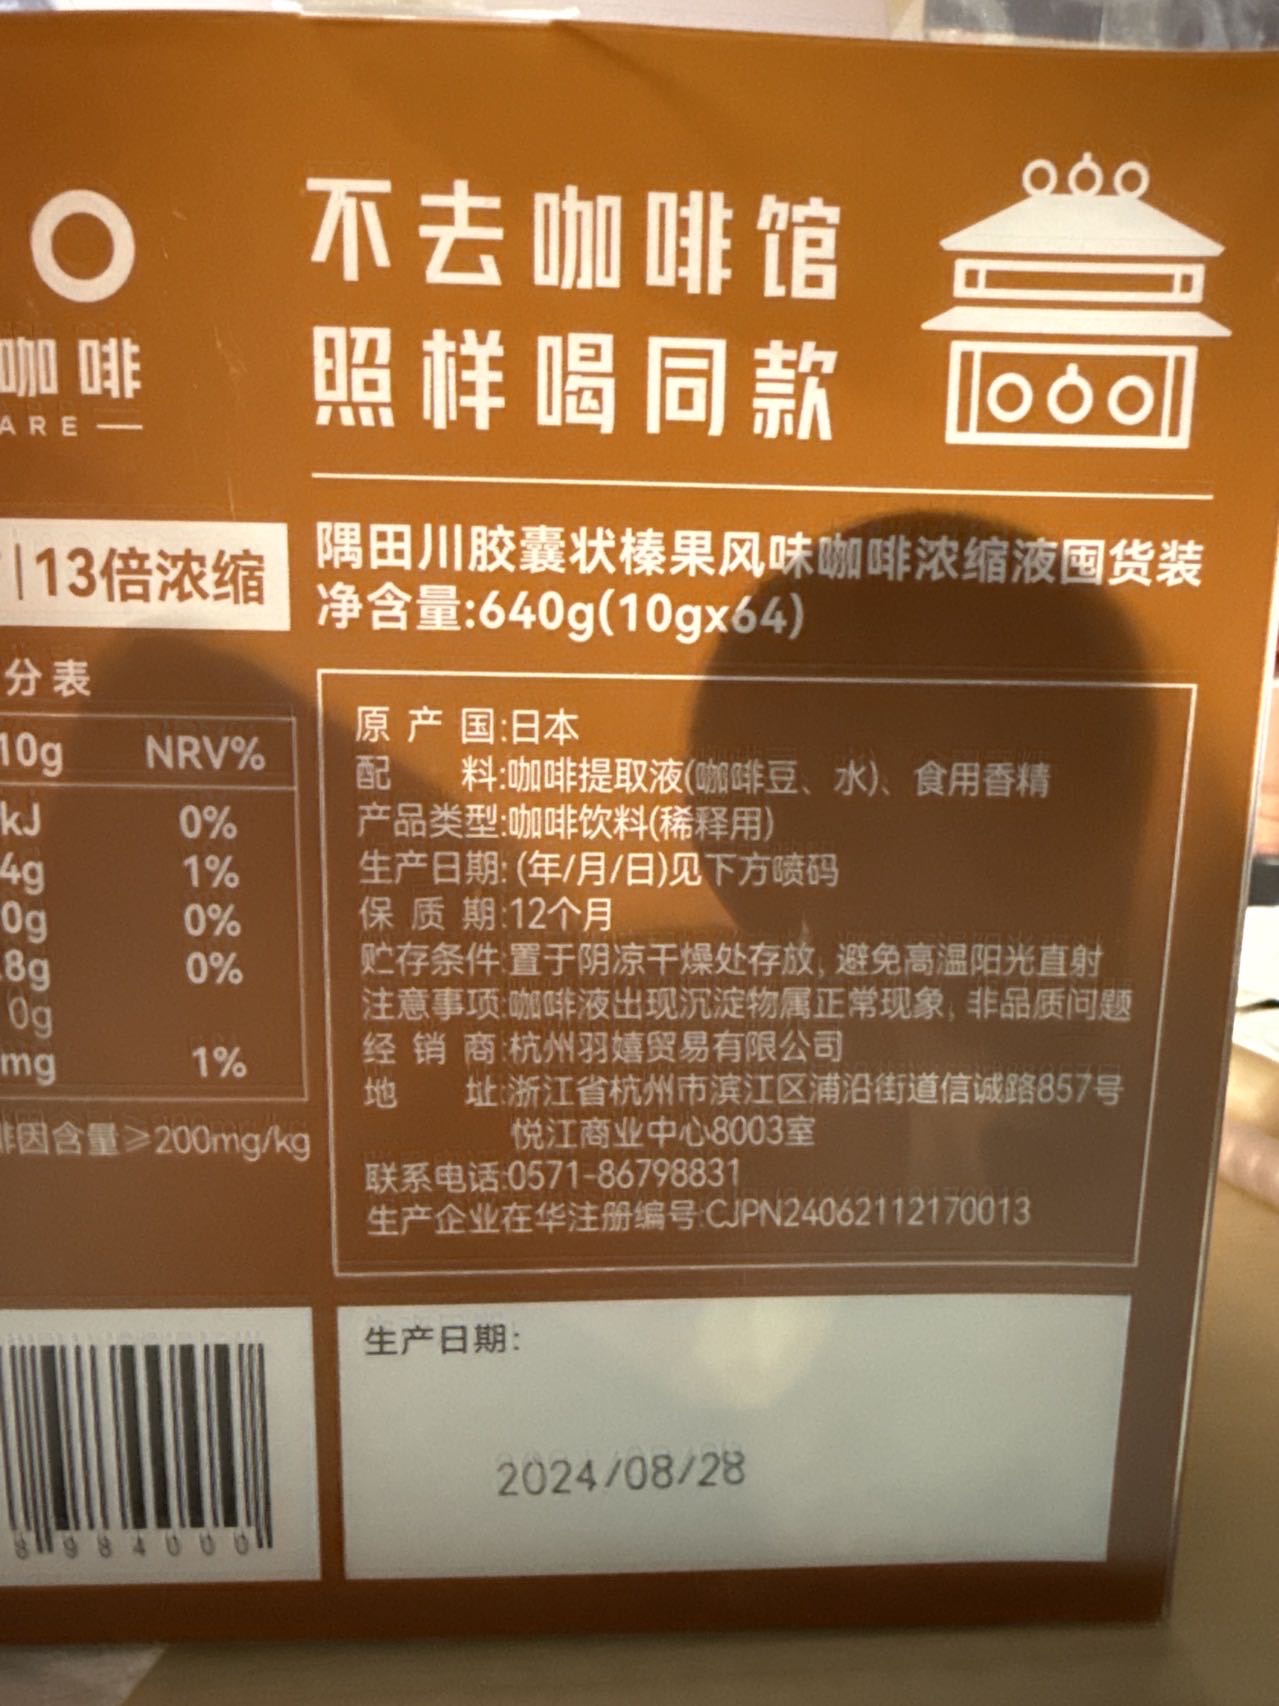 咖啡
ARE
不去咖啡馆
照样喝同款
13倍浓缩
隅田川胶囊状榛果风味咖啡浓缩液囤货装
净含量:640g(10gx64)
分表
10g NRV%
kJ 0%
4g 1%
0g 0%
8g 0%
0g
mg 1%
啡因含量≥200mg/kg
原产国:日本
配料:咖啡提取液(咖啡豆、水)、食用香精
产品类型:咖啡饮料(稀释用)
生产日期:(年/月/日)见下方喷码
保质期:12个月
贮存条件:置于阴凉干燥处存放,避免高温阳光直射
注意事项:咖啡液出现沉淀物属正常现象,非品质问题
经销商:杭州羽嬉贸易有限公司
地址:浙江省杭州市滨江区浦沿街道信诚路857号
悦江商业中心8003室
联系电话:0571-86798831
生产企业在华注册编号:CJPN24062112170013
生产日期:
2024/08/28
8984000